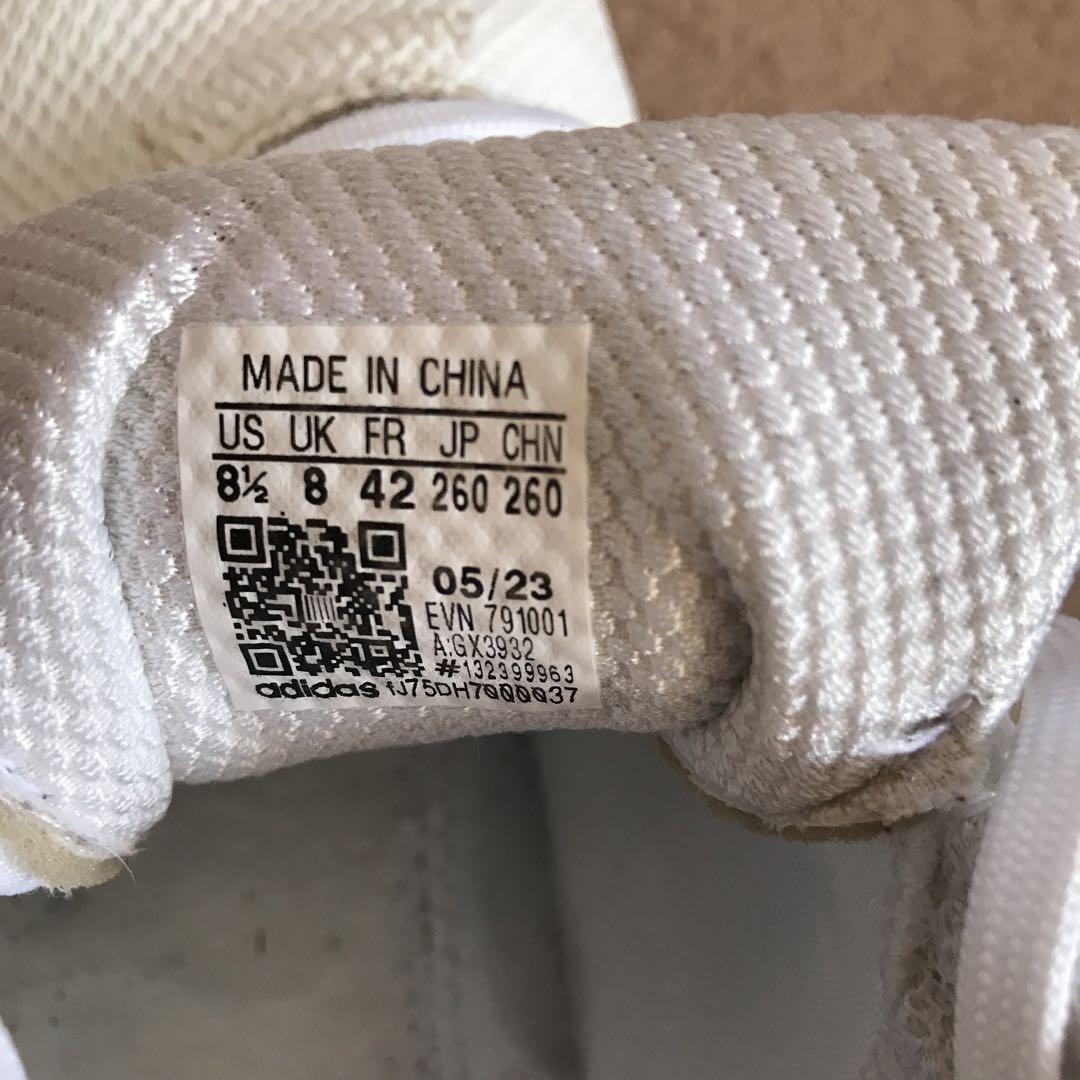 MADE IN CHINA
US UK FR JP CHN
8½ 8 42 260 260
05/23
EVN 791001
A:GX3932
#132399963
adidas fJ75DH7000037